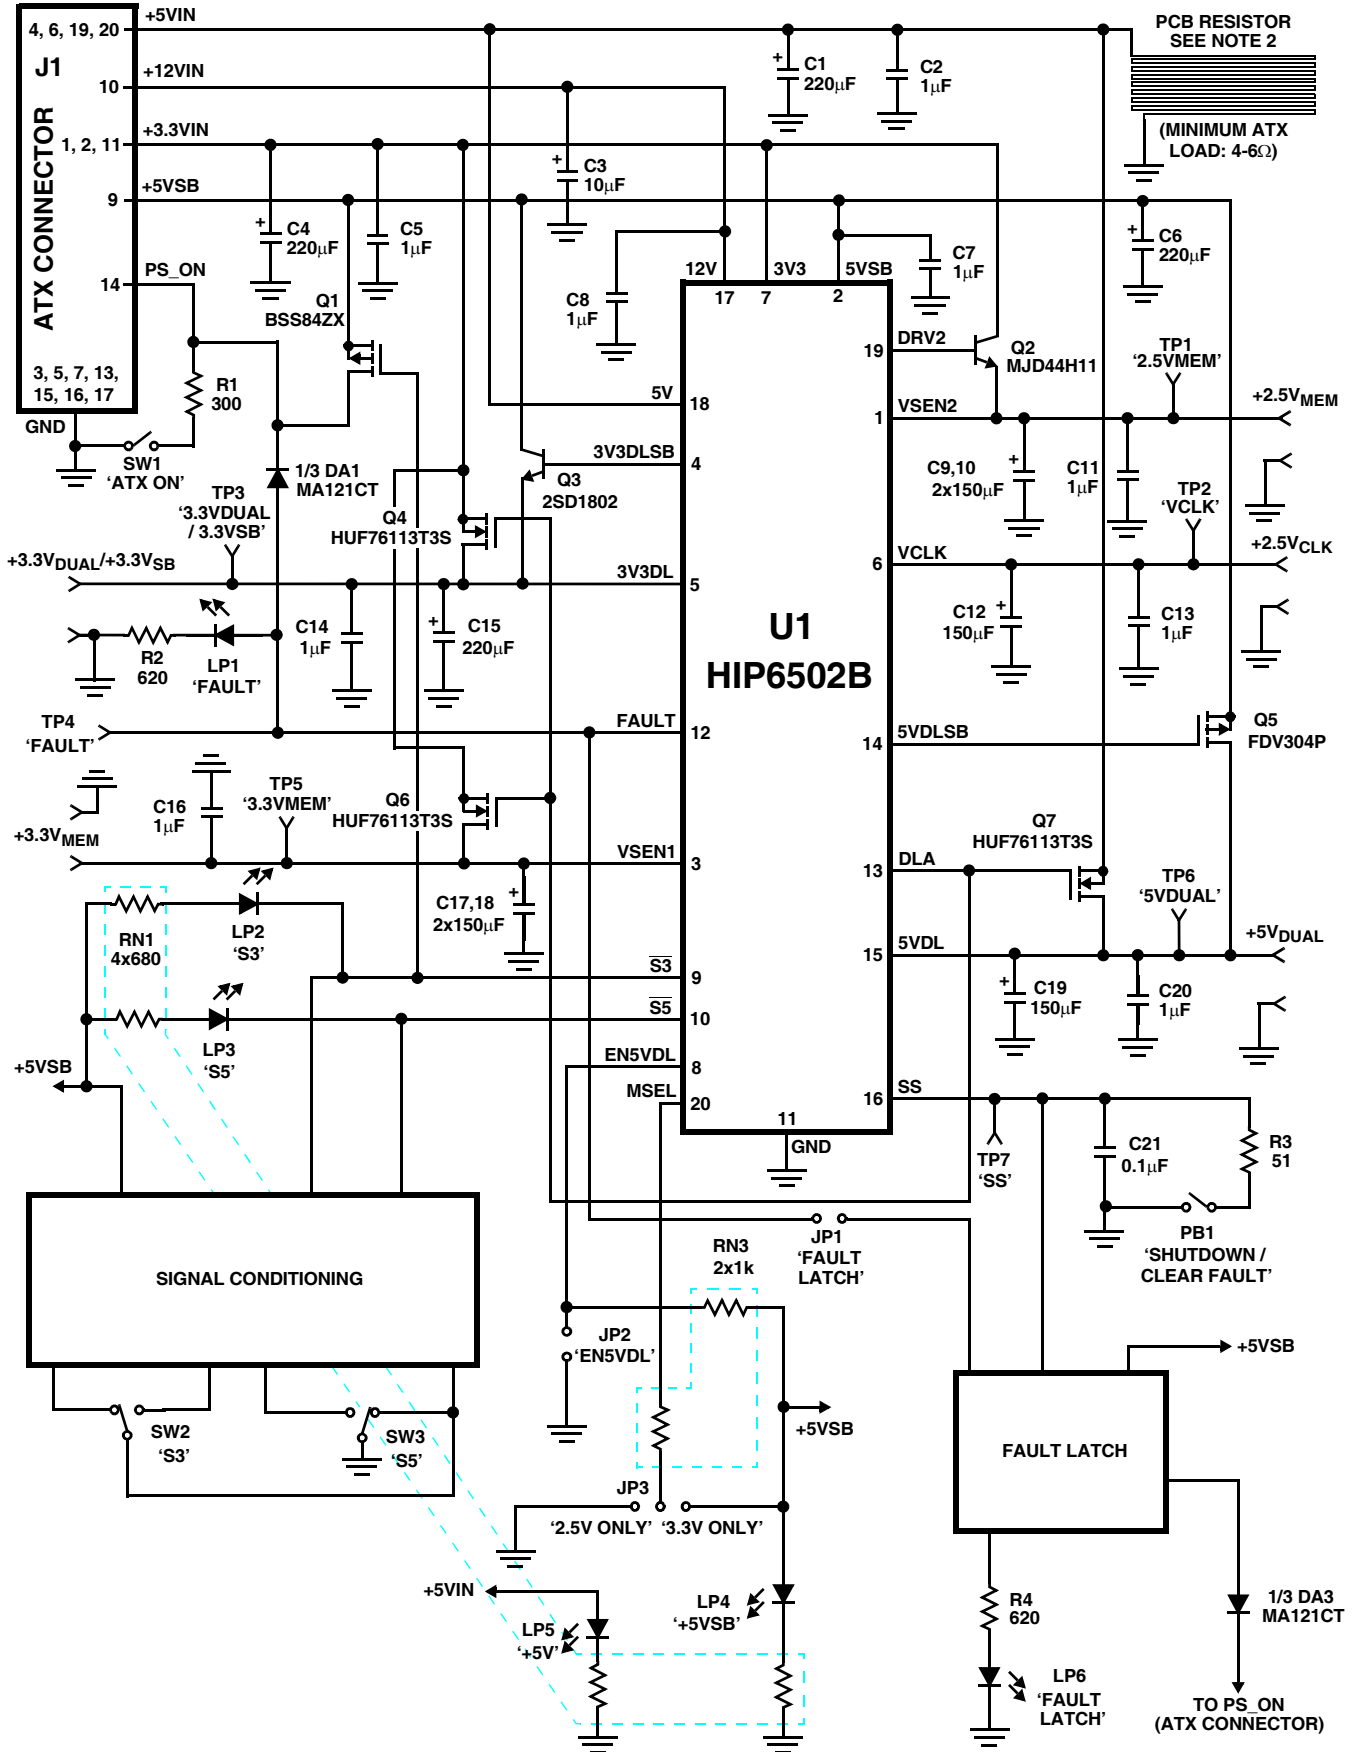 +5VIN
4, 6, 19, 20
J1
ATX CONNECTOR
+12VIN
10
+3.3VIN
1, 2, 11
+5VSB
9
PS_ON
14
3, 5, 7, 13,
15, 16, 17
GND
PCB RESISTOR
SEE NOTE 2
(MINIMUM ATX
LOAD: 4-6Ω)
+ C1
220µF
C2
1µF
+ C3
10µF
+ C4
220µF
C5
1µF
+ C6
220µF
C7
1µF
C8
1µF
Q1
BSS84ZX
R1
300
SW1
'ATX ON'
1/3 DA1
MA121CT
TP3
'3.3VDUAL
/ 3.3VSB'
Q4
HUF76113T3S
Q3
2SD1802
+3.3VDUAL/+3.3VSB
R2
620
LP1
'FAULT'
C14
1µF
+ C15
220µF
TP4
'FAULT'
C16
1µF
TP5
'3.3VMEM'
Q6
HUF76113T3S
+3.3VMEM
+ C17,18
2x150µF
RN1
4x680
LP2
'S3'
LP3
'S5'
+5VSB
12V
17
3V3
7
5VSB
2
5V
18
3V3DLSB
4
3V3DL
5
FAULT
12
VSEN1
3
S3
9
S5
10
EN5VDL
8
MSEL
20
11
GND
U1
HIP6502B
19
DRV2
1
VSEN2
6
VCLK
14
5VDLSB
13
DLA
15
5VDL
16
SS
Q2
MJD44H11
TP1
'2.5VMEM'
+2.5VMEM
C9,10 +
2x150µF
C11
1µF
TP2
'VCLK'
+2.5VCLK
C12 +
150µF
C13
1µF
Q5
FDV304P
Q7
HUF76113T3S
TP6
'5VDUAL'
+5VDUAL
+ C19
150µF
C20
1µF
TP7
'SS'
C21
0.1µF
R3
51
PB1
'SHUTDOWN /
CLEAR FAULT'
SIGNAL CONDITIONING
SW2
'S3'
SW3
'S5'
JP1
'FAULT
LATCH'
RN3
2x1k
JP2
'EN5VDL'
+5VSB
JP3
'2.5V ONLY' '3.3V ONLY'
+5VIN
LP5
'+5V'
LP4
'+5VSB'
+5VSB
FAULT LATCH
R4
620
LP6
'FAULT
LATCH'
1/3 DA3
MA121CT
TO PS_ON
(ATX CONNECTOR)